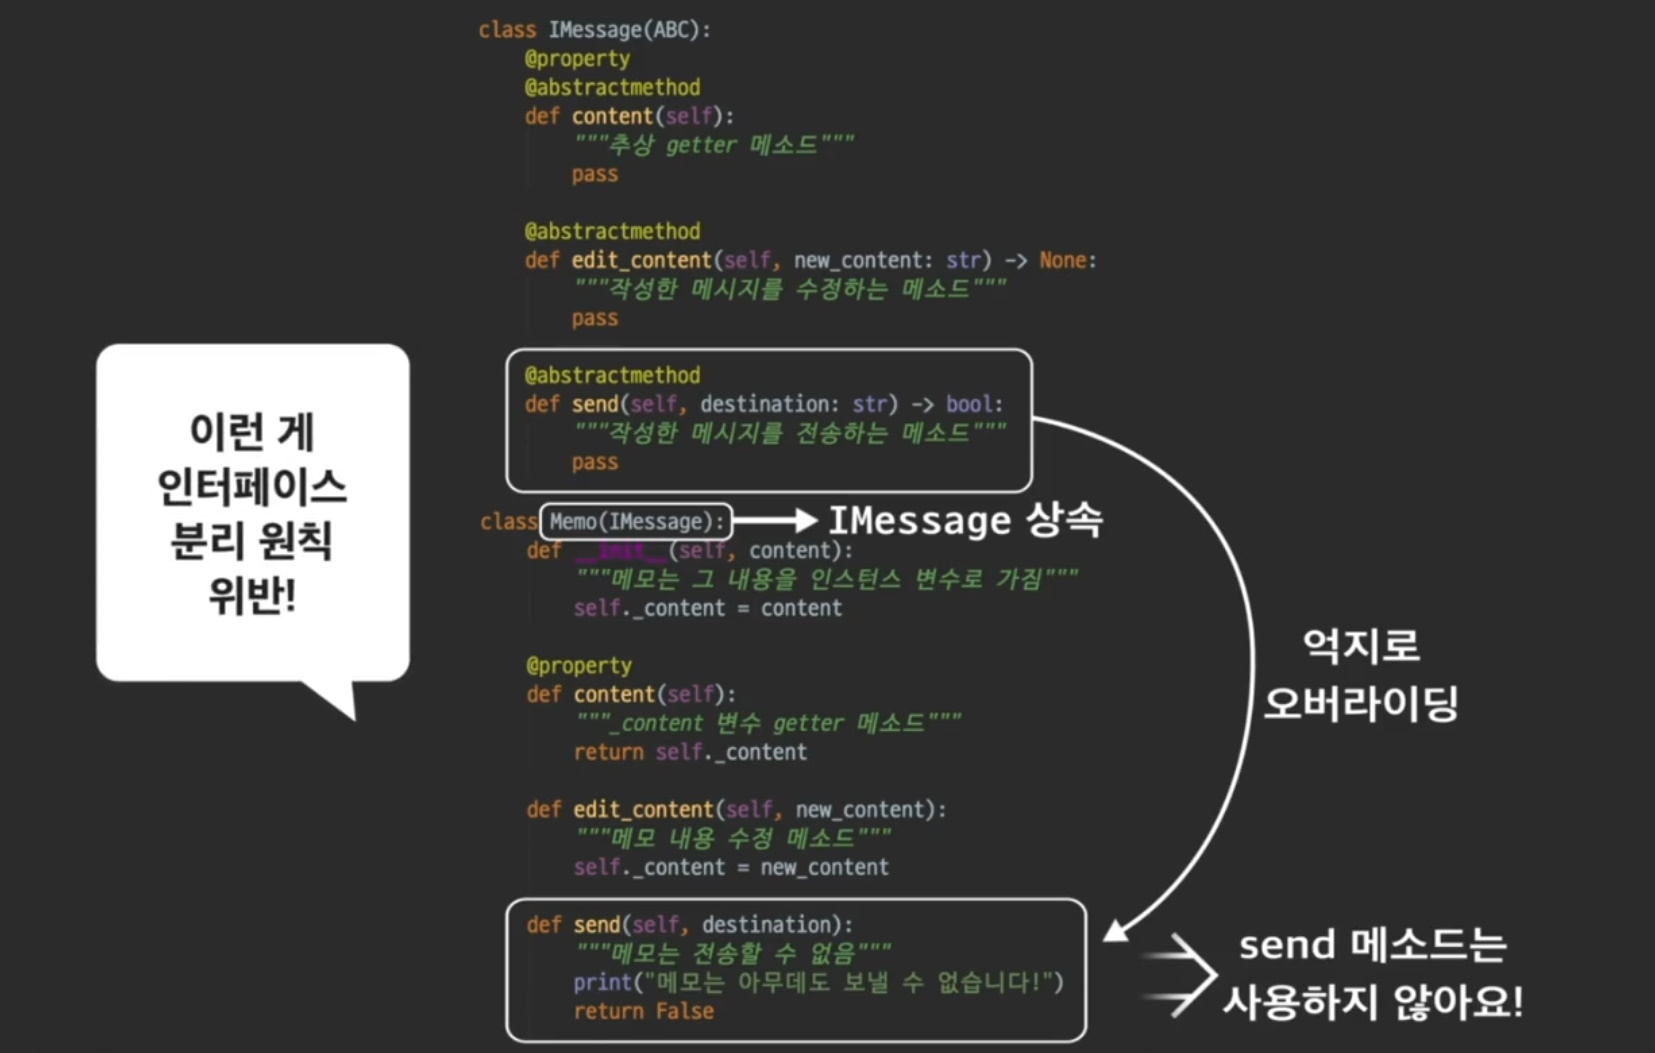 class IMessage(ABC):
@property
@abstractmethod
def content(self):
"""추상 getter 메소드"""
pass
@abstractmethod
def edit_content(self, new_content: str) -> None:
"""작성한 메시지를 수정하는 메소드"""
pass
@abstractmethod
def send(self, destination: str) -> bool:
"""작성한 메시지를 전송하는 메소드"""
pass
class Memo(IMessage):
IMessage 상속
def __init__(self, content):
"""메모는 그 내용을 인스턴스 변수로 가짐"""
self._content = content
@property
def content(self):
"""_content 변수 getter 메소드"""
return self._content
def edit_content(self, new_content):
"""메모 내용 수정 메소드"""
self._content = new_content
def send(self, destination):
"""메모는 전송할 수 없음"""
print("메모는 아무데도 보낼 수 없습니다!")
return False
이런 게
인터페이스
분리 원칙
위반!
억지로
오버라이딩
send 메소드는
사용하지 않아요!